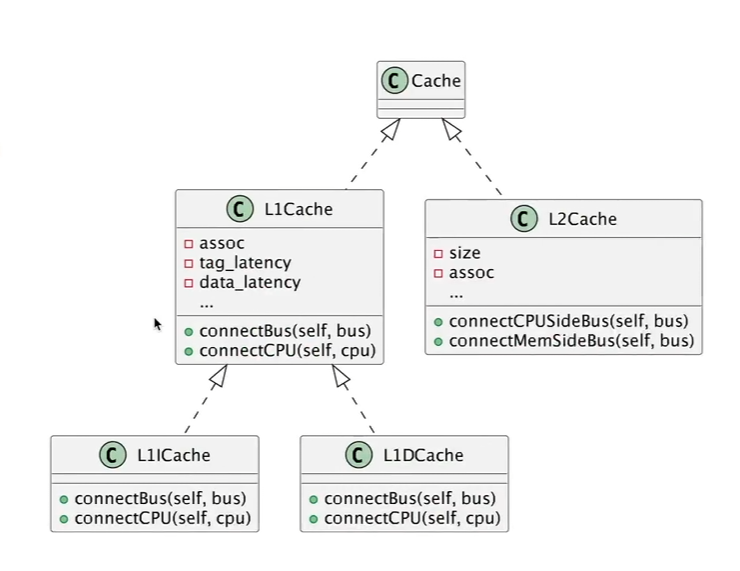 C Cache
C L1Cache
assoc
tag_latency
data_latency
...
connectBus(self, bus)
connectCPU(self, cpu)
C L2Cache
size
assoc
...
connectCPUSideBus(self, bus)
connectMemSideBus(self, bus)
C L1ICache
connectBus(self, bus)
connectCPU(self, cpu)
C L1DCache
connectBus(self, bus)
connectCPU(self, cpu)